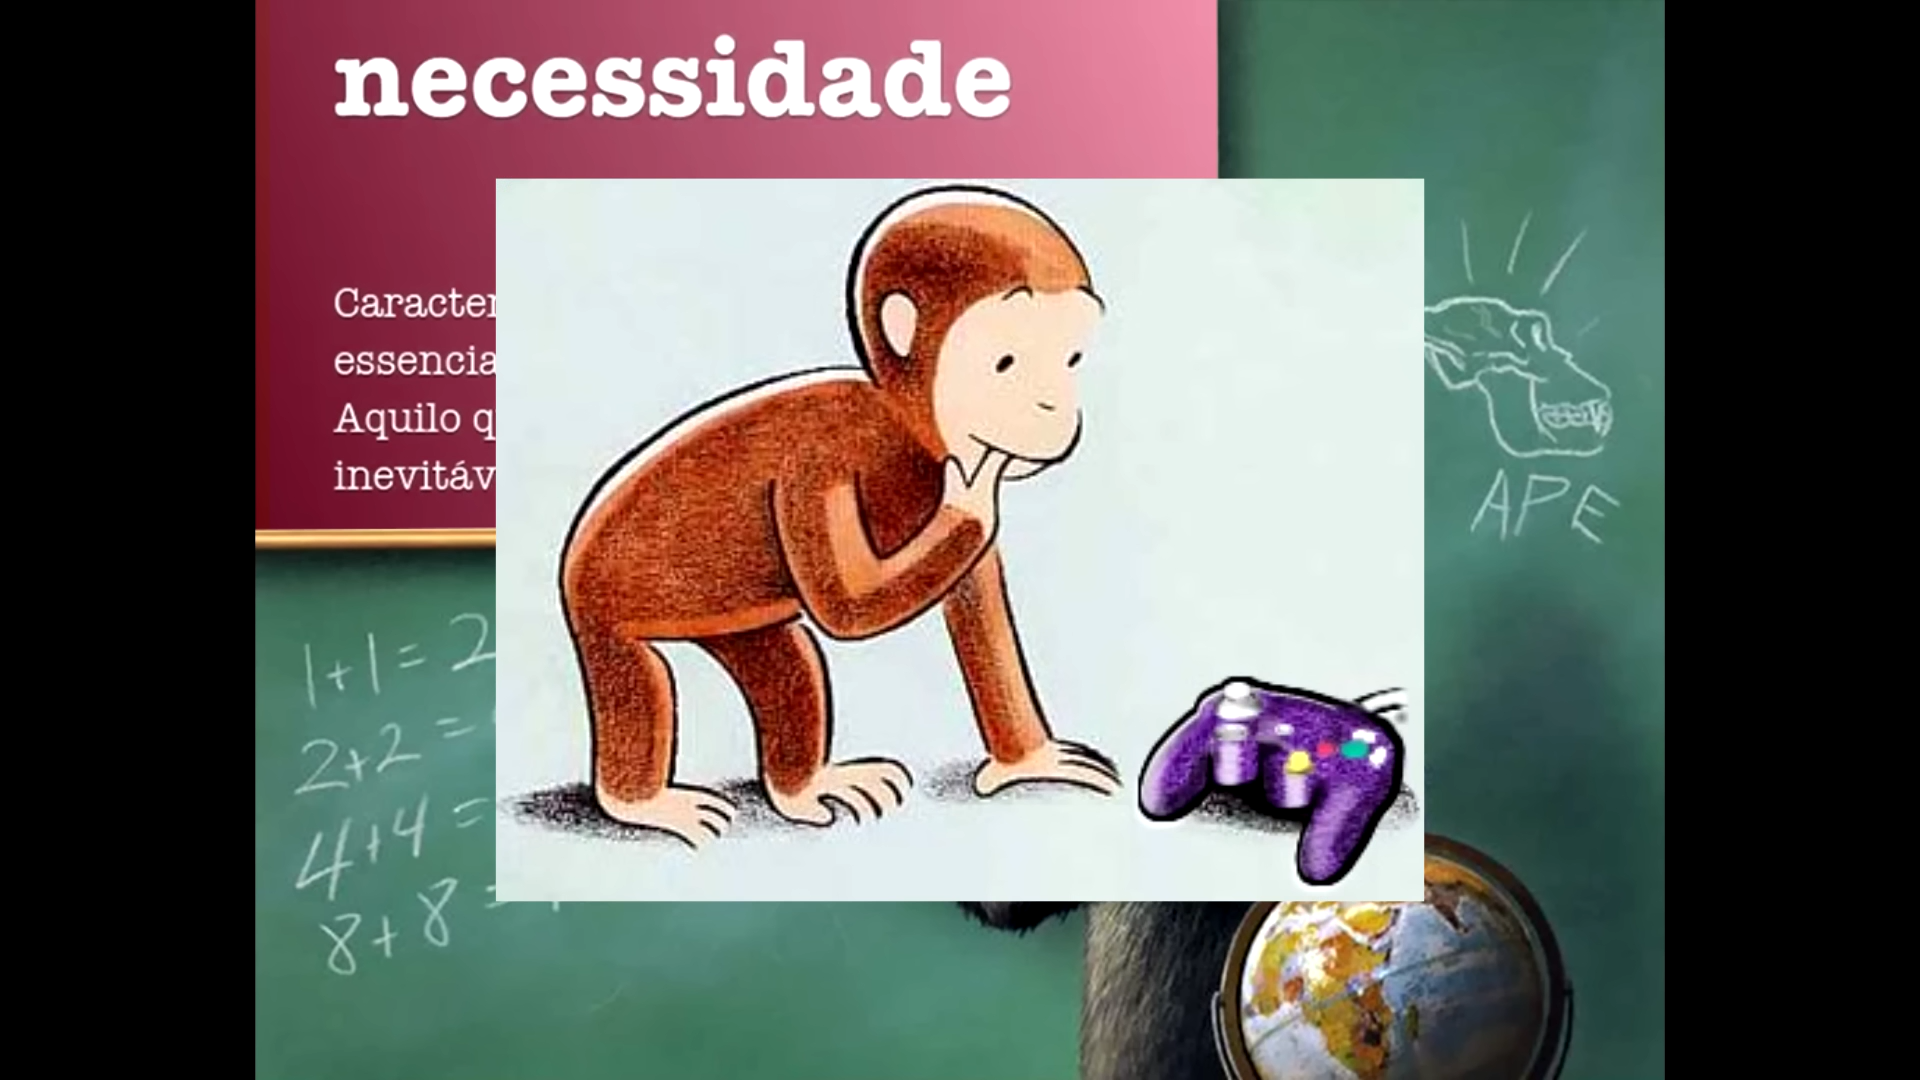 necessidade
Caracter
essencia
Aquilo q
inevitáv
APE
1+1=2
2+2=
4+4=
8+8=